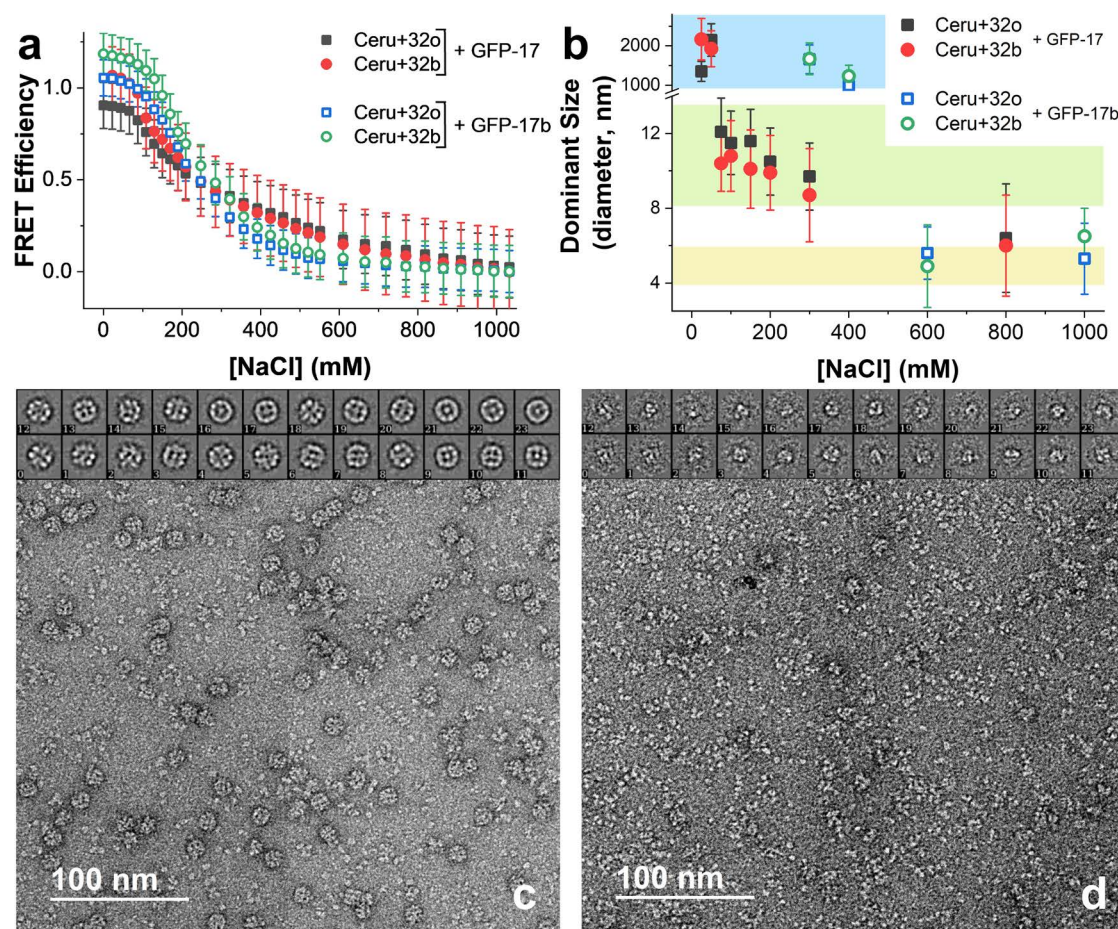 a
FRET Efficiency
1.0
0.5
0.0
0
200
400
600
800
1000
[NaCl] (mM)
Ceru+32o
Ceru+32b
+ GFP-17
Ceru+32o
Ceru+32b
+ GFP-17b
b
Dominant Size
(diameter, nm)
2000
1000
12
8
4
0
200
400
600
800
1000
[NaCl] (mM)
Ceru+32o
Ceru+32b
+ GFP-17
Ceru+32o
Ceru+32b
+ GFP-17b
12 13 14 15 16 17 18 19 20 21 22 23
0 1 2 3 4 5 6 7 8 9 10 11
100 nm
c
12 13 14 15 16 17 18 19 20 21 22 23
0 1 2 3 4 5 6 7 8 9 10 11
100 nm
d